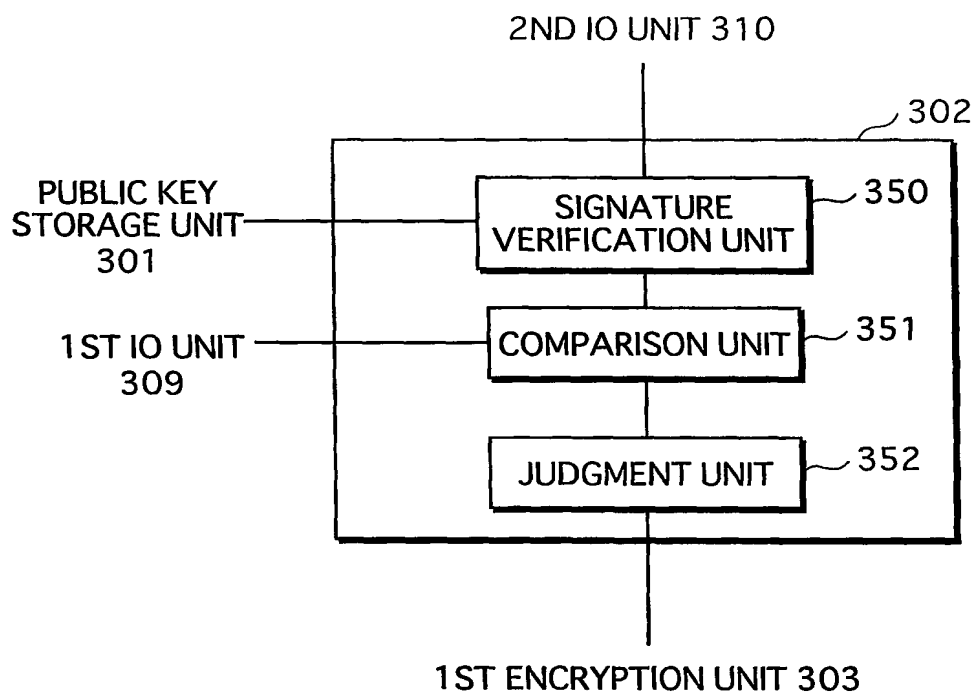 2ND IO UNIT 310
302
PUBLIC KEY
STORAGE UNIT
301
SIGNATURE
VERIFICATION UNIT
350
1ST IO UNIT
309
COMPARISON UNIT
351
JUDGMENT UNIT
352
1ST ENCRYPTION UNIT 303